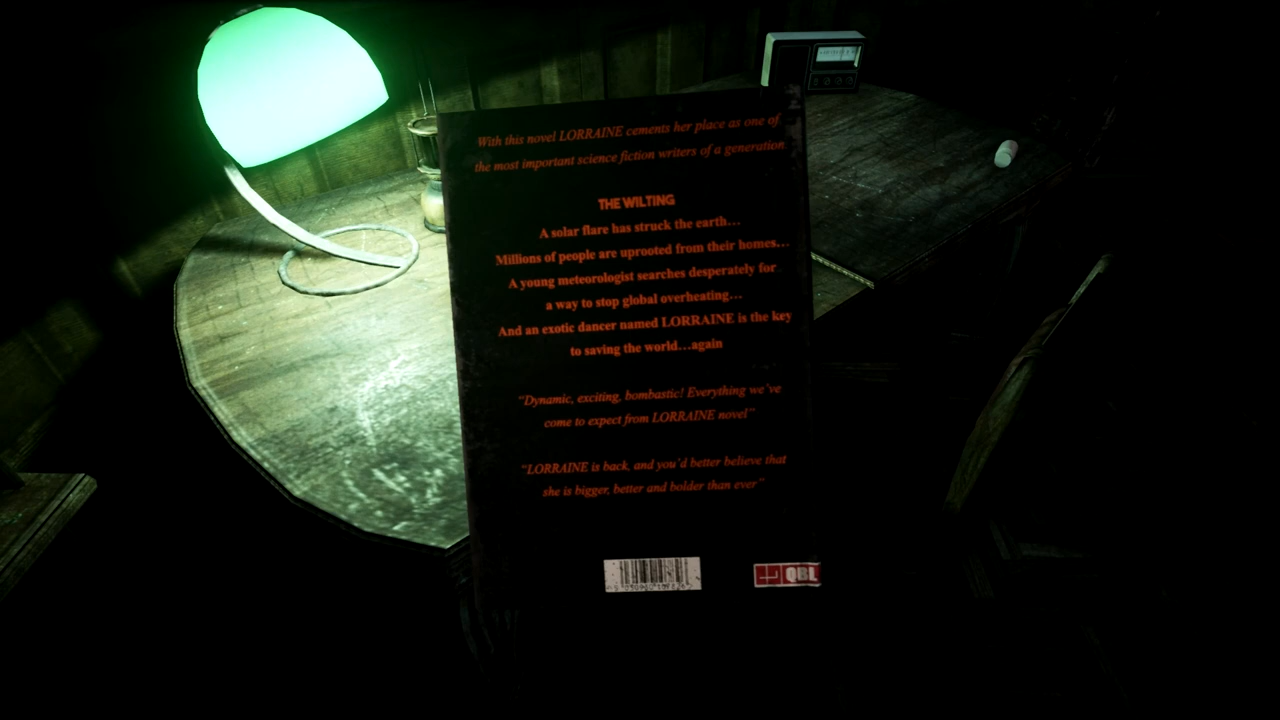 With this novel LORRAINE cements her place as one of
the most important science fiction writers of a generation
THE WILTING
A solar flare has struck the earth...
Millions of people are uprooted from their homes...
A young meteorologist searches desperately for
a way to stop global overheating...
And an exotic dancer named LORRAINE is the key
to saving the world...again
"Dynamic, exciting, bombastic! Everything we've
come to expect from LORRAINE novel"
"LORRAINE is back, and you'd better believe that
she is bigger, better and bolder than ever"
QBL